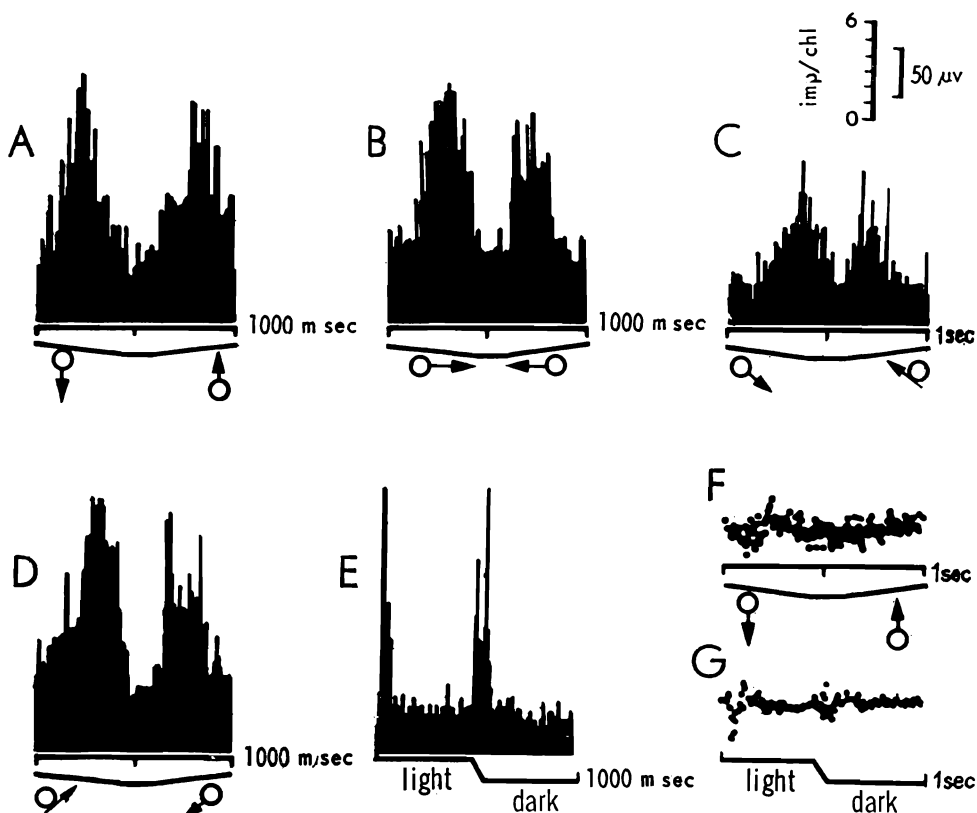 6
imp/chl
50 μv
0
A
B
C
1000 m sec
1000 m sec
1sec
D
E
F
1sec
G
1000 m/sec
light
dark
1000 m sec
light
dark
1sec